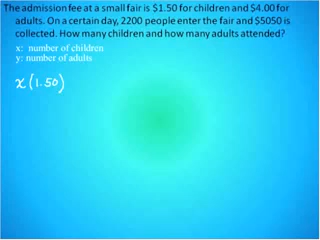 The admission fee at a small fair is $1.50 for children and $4.00 for
adults. On a certain day, 2200 people enter the fair and $5050 is
collected. How many children and how many adults attended?
x: number of children
y: number of adults
x(1.50)